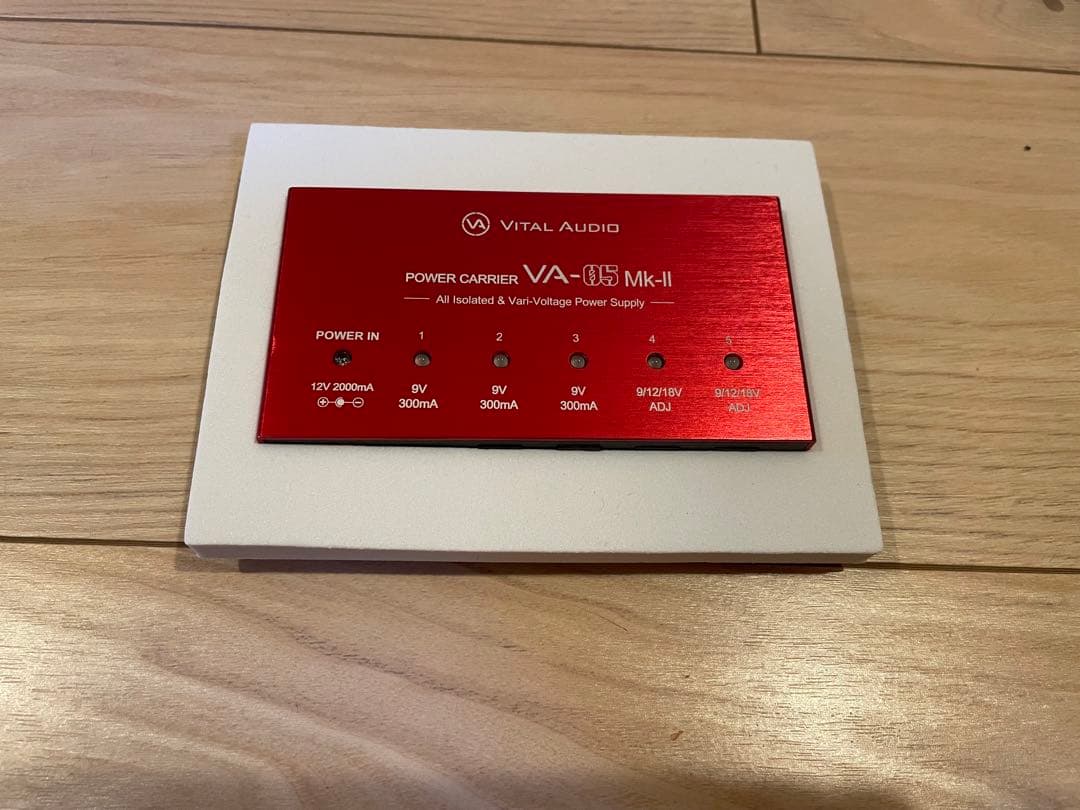 VA VITAL AUDIO
POWER CARRIER VA-05 Mk-II
All Isolated & Vari-Voltage Power Supply
POWER IN 1 2 3 4 5
12V 2000mA 9V 9V 9V 9/12/18V 9/12/18V
+ - 300mA 300mA 300mA ADJ ADJ